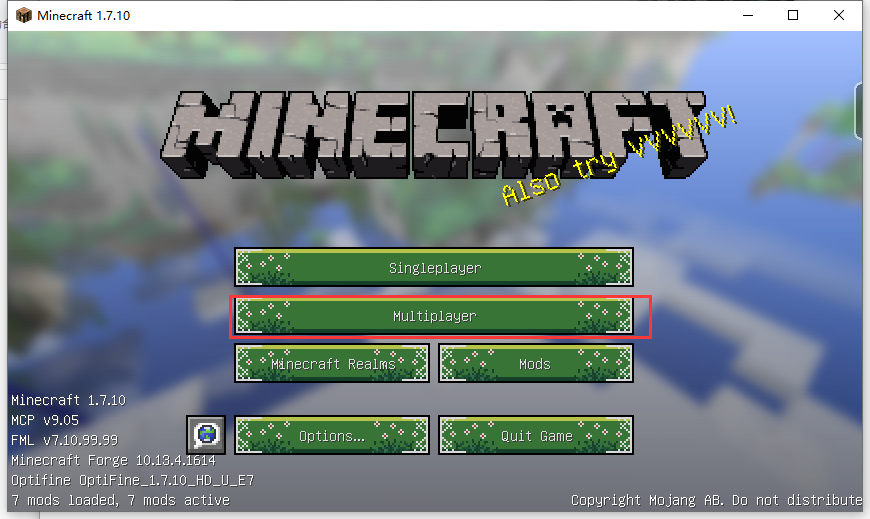 Minecraft 1.7.10
MINECRAFT
Also try VVVVVV!
Singleplayer
Multiplayer
Minecraft Realms
Mods
Options...
Quit Game
Minecraft 1.7.10
MCP v9.05
FML v7.10.99.99
Minecraft Forge 10.13.4.1614
Optifine OptiFine_1.7.10_HD_U_E7
7 mods loaded, 7 mods active
Copyright Mojang AB. Do not distribute